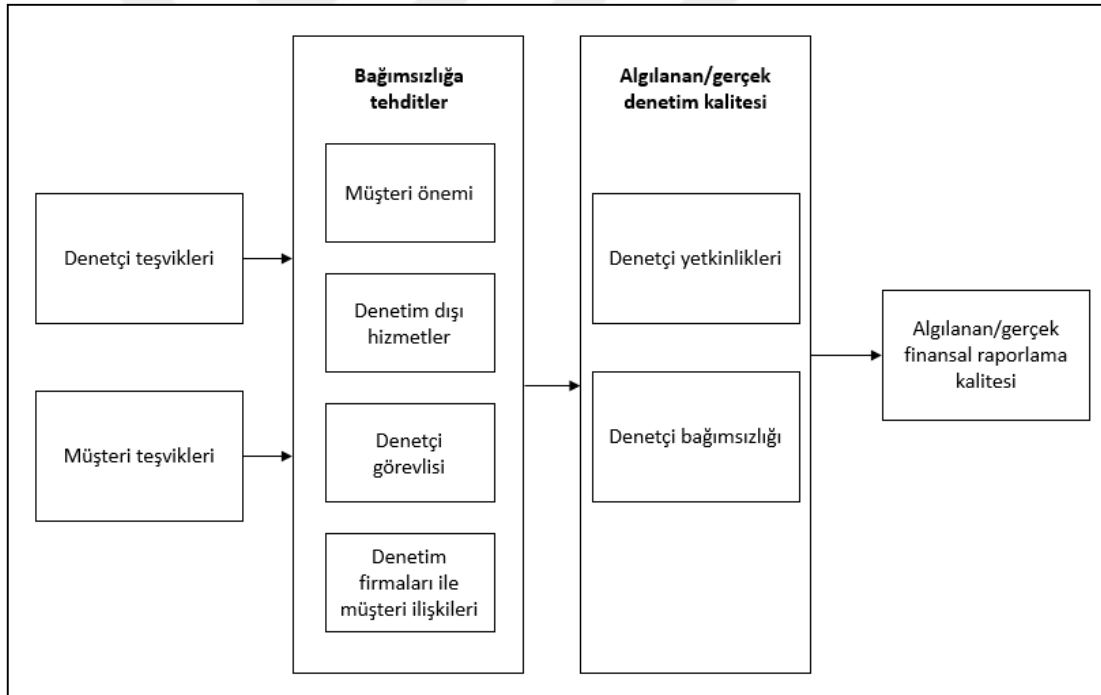 Denetçi teşvikleri
Müşteri teşvikleri
Bağımsızlığa
tehditler
Müşteri önemi
Denetim dışı
hizmetler
Denetçi
görevlisi
Denetim
firmaları ile
müşteri ilişkileri
Algılanan/gerçek
denetim kalitesi
Denetçi yetkinlikleri
Denetçi bağımsızlığı
Algılanan/gerçek
finansal raporlama
kalitesi